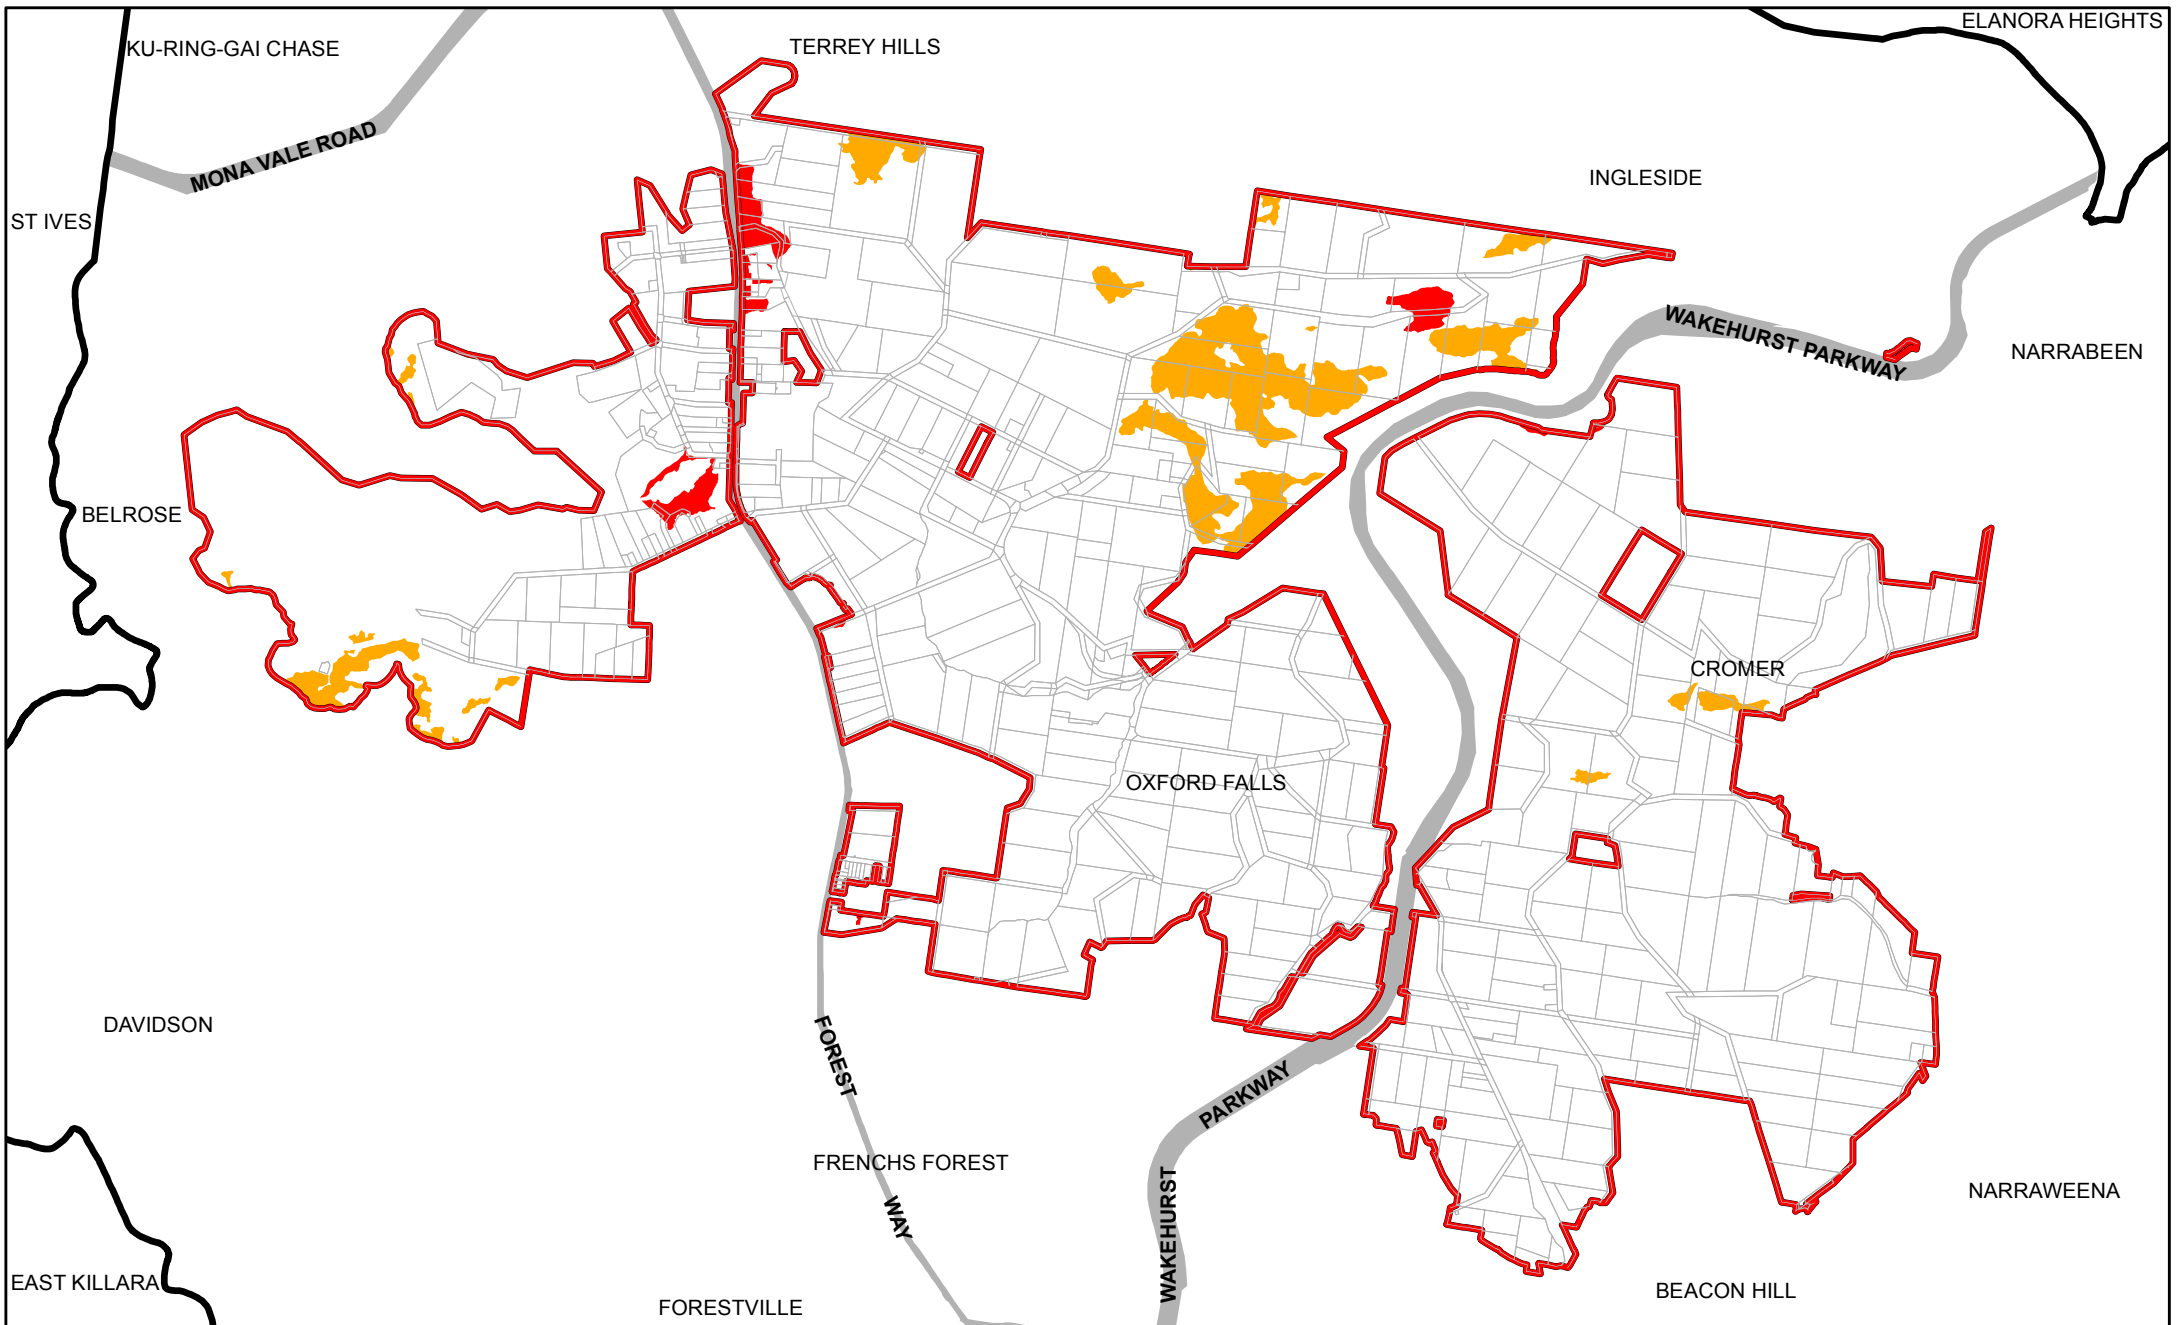 ELANORA HEIGHTS
KU-RING-GAI CHASE
TERREY HILLS
MONA VALE ROAD
INGLESIDE
ST IVES
WAKEHURST PARKWAY
NARRABEEN
BELROSE
CROMER
OXFORD FALLS
DAVIDSON
FOREST
WAY
PARKWAY
WAKEHURST
FRENCHS FOREST
NARRAWEENA
EAST KILLARA
BEACON HILL
FORESTVILLE